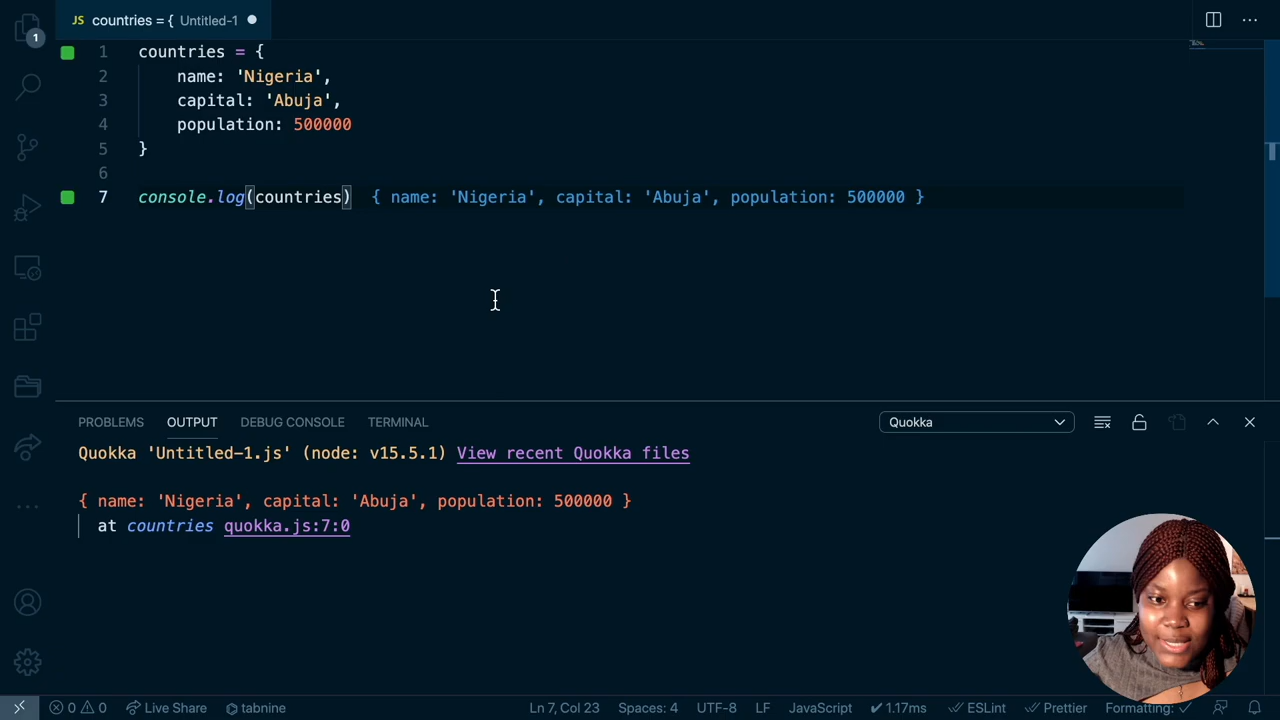 JS countries = { Untitled-1
1
1 countries = {
2 name: 'Nigeria',
3 capital: 'Abuja',
4 population: 500000
5 }
6
7 console.log(countries) { name: 'Nigeria', capital: 'Abuja', population: 500000 }
PROBLEMS OUTPUT DEBUG CONSOLE TERMINAL Quokka
Quokka 'Untitled-1.js' (node: v15.5.1) View recent Quokka files
{ name: 'Nigeria', capital: 'Abuja', population: 500000 }
at countries quokka.js:7:0
0 0 Live Share tabnine Ln 7, Col 23 Spaces: 4 UTF-8 LF JavaScript ✔ 1.17ms ESLint Prettier Formatting: ✓